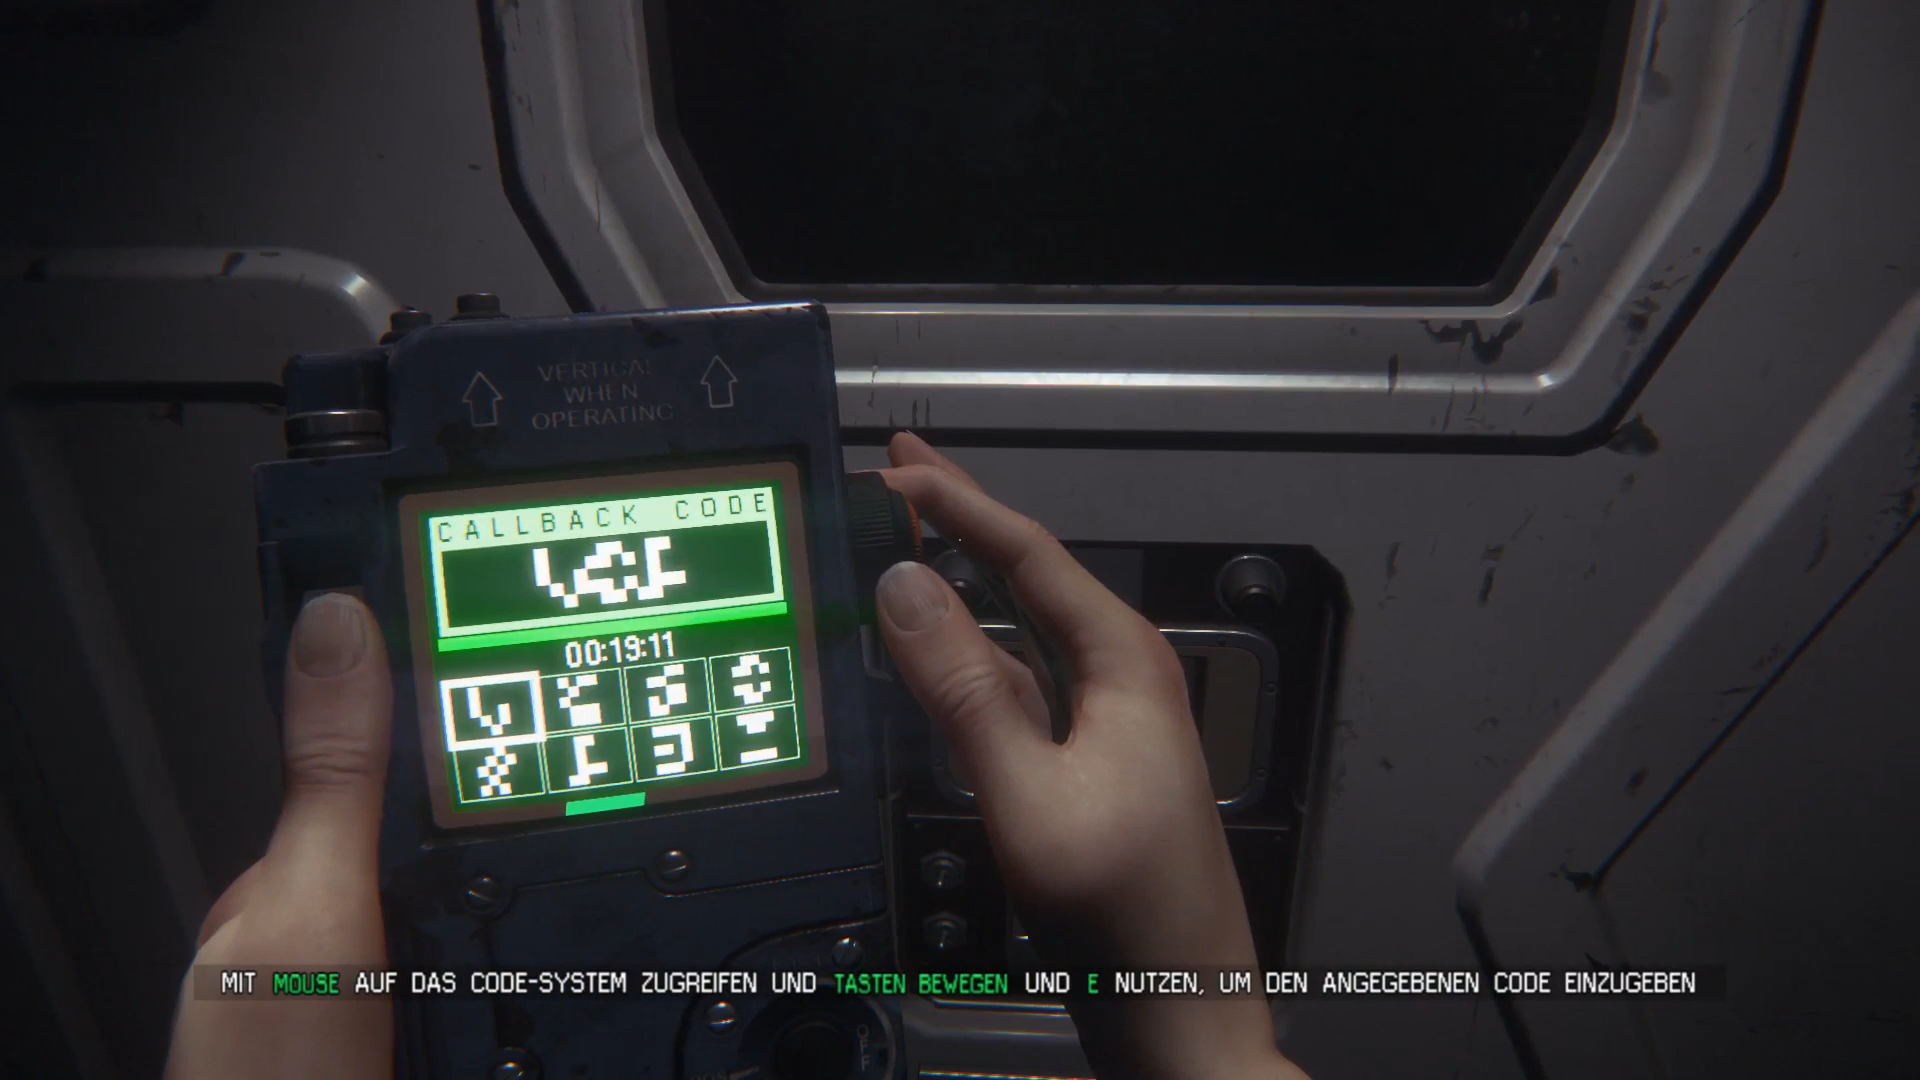 VERTICAL
WHEN
OPERATING
CALLBACK CODE
00:19:11
MIT MOUSE AUF DAS CODE-SYSTEM ZUGREIFEN UND TASTEN BEWEGEN UND E NUTZEN, UM DEN ANGEGEBENEN CODE EINZUGEBEN